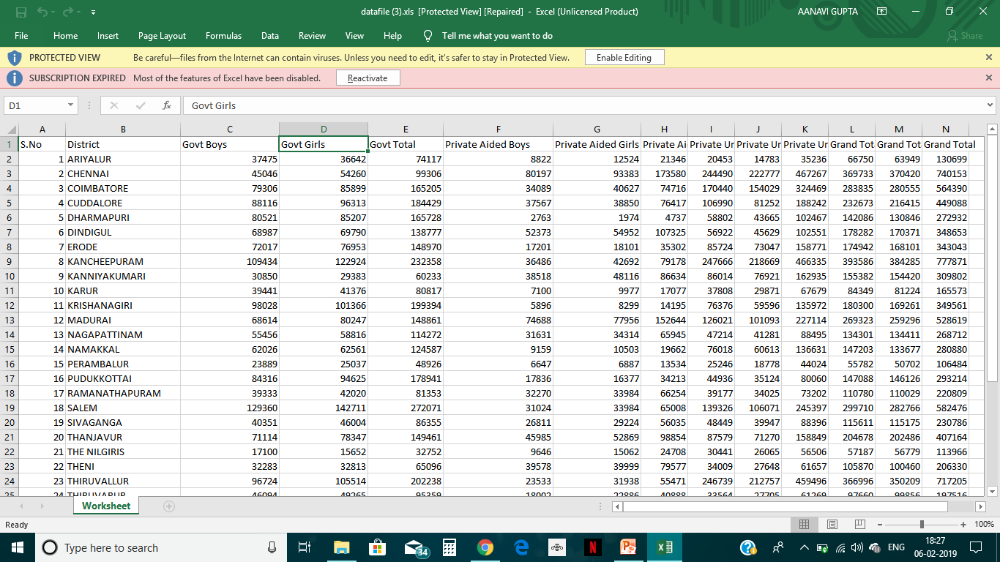 datafile (3).xls [Protected View] [Repaired] - Excel (Unlicensed Product) AANAVI GUPTA
File Home Insert Page Layout Formulas Data Review View Help Tell me what you want to do Share
PROTECTED VIEW Be careful—files from the Internet can contain viruses. Unless you need to edit, it's safer to stay in Protected View. Enable Editing
SUBSCRIPTION EXPIRED Most of the features of Excel have been disabled. Reactivate
D1 fx Govt Girls
A B C D E F G H I J K L M N
1 S.No District Govt Boys Govt Girls Govt Total Private Aided Boys Private Aided Girls Private Ai Private Ur Private Ur Private Ur Grand Tot Grand Tot Grand Total
2 1 ARIYALUR 37475 36642 74117 8822 12524 21346 20453 14783 35236 66750 63949 130699
3 2 CHENNAI 45046 54260 99306 80197 93383 173580 244490 222777 467267 369733 370420 740153
4 3 COIMBATORE 79306 85899 165205 34089 40627 74716 170440 154029 324469 283835 280555 564390
5 4 CUDDALORE 88116 96313 184429 37567 38850 76417 106990 81252 188242 232673 216415 449088
6 5 DHARMAPURI 80521 85207 165728 2763 1974 4737 58802 43665 102467 142086 130846 272932
7 6 DINDIGUL 68987 69790 138777 52373 54952 107325 56922 45629 102551 178282 170371 348653
8 7 ERODE 72017 76953 148970 17201 18101 35302 85724 73047 158771 174942 168101 343043
9 8 KANCHEEPURAM 109434 122924 232358 36486 42692 79178 247666 218669 466335 393586 384285 777871
10 9 KANNIYAKUMARI 30850 29383 60233 38518 48116 86634 86014 76921 162935 155382 154420 309802
11 10 KARUR 39441 41376 80817 7100 9977 17077 37808 29871 67679 84349 81224 165573
12 11 KRISHANAGIRI 98028 101366 199394 5896 8299 14195 76376 59596 135972 180300 169261 349561
13 12 MADURAI 68614 80247 148861 74688 77956 152644 126021 101093 227114 269323 259296 528619
14 13 NAGAPATTINAM 55456 58816 114272 31631 34314 65945 47214 41281 88495 134301 134411 268712
15 14 NAMAKKAL 62026 62561 124587 9159 10503 19662 76018 60613 136631 147203 133677 280880
16 15 PERAMBALUR 23889 25037 48926 6647 6887 13534 25246 18778 44024 55782 50702 106484
17 16 PUDUKKOTTAI 84316 94625 178941 17836 16377 34213 44936 35124 80060 147088 146126 293214
18 17 RAMANATHAPURAM 39333 42020 81353 32270 33984 66254 39177 34025 73202 110780 110029 220809
19 18 SALEM 129360 142711 272071 31024 33984 65008 139326 106071 245397 299710 282766 582476
20 19 SIVAGANGA 40351 46004 86355 26811 29224 56035 48449 39947 88396 115611 115175 230786
21 20 THANJAVUR 71114 78347 149461 45985 52869 98854 87579 71270 158849 204678 202486 407164
22 21 THE NILGIRIS 17100 15652 32752 9646 15062 24708 30441 26065 56506 57187 56779 113966
23 22 THENI 32283 32813 65096 39578 39999 79577 34009 27648 61657 105870 100460 206330
24 23 THIRUVALLUR 96724 105514 202238 23533 31938 55471 246739 212757 459496 366996 350209 717205
25 24 THIRUVARUR 46094 49265 95359 18002 22886 40888 33564 27705 61269 97660 99856 197516
Worksheet
Ready 100%
Type here to search 34 ENG 18:27
06-02-2019